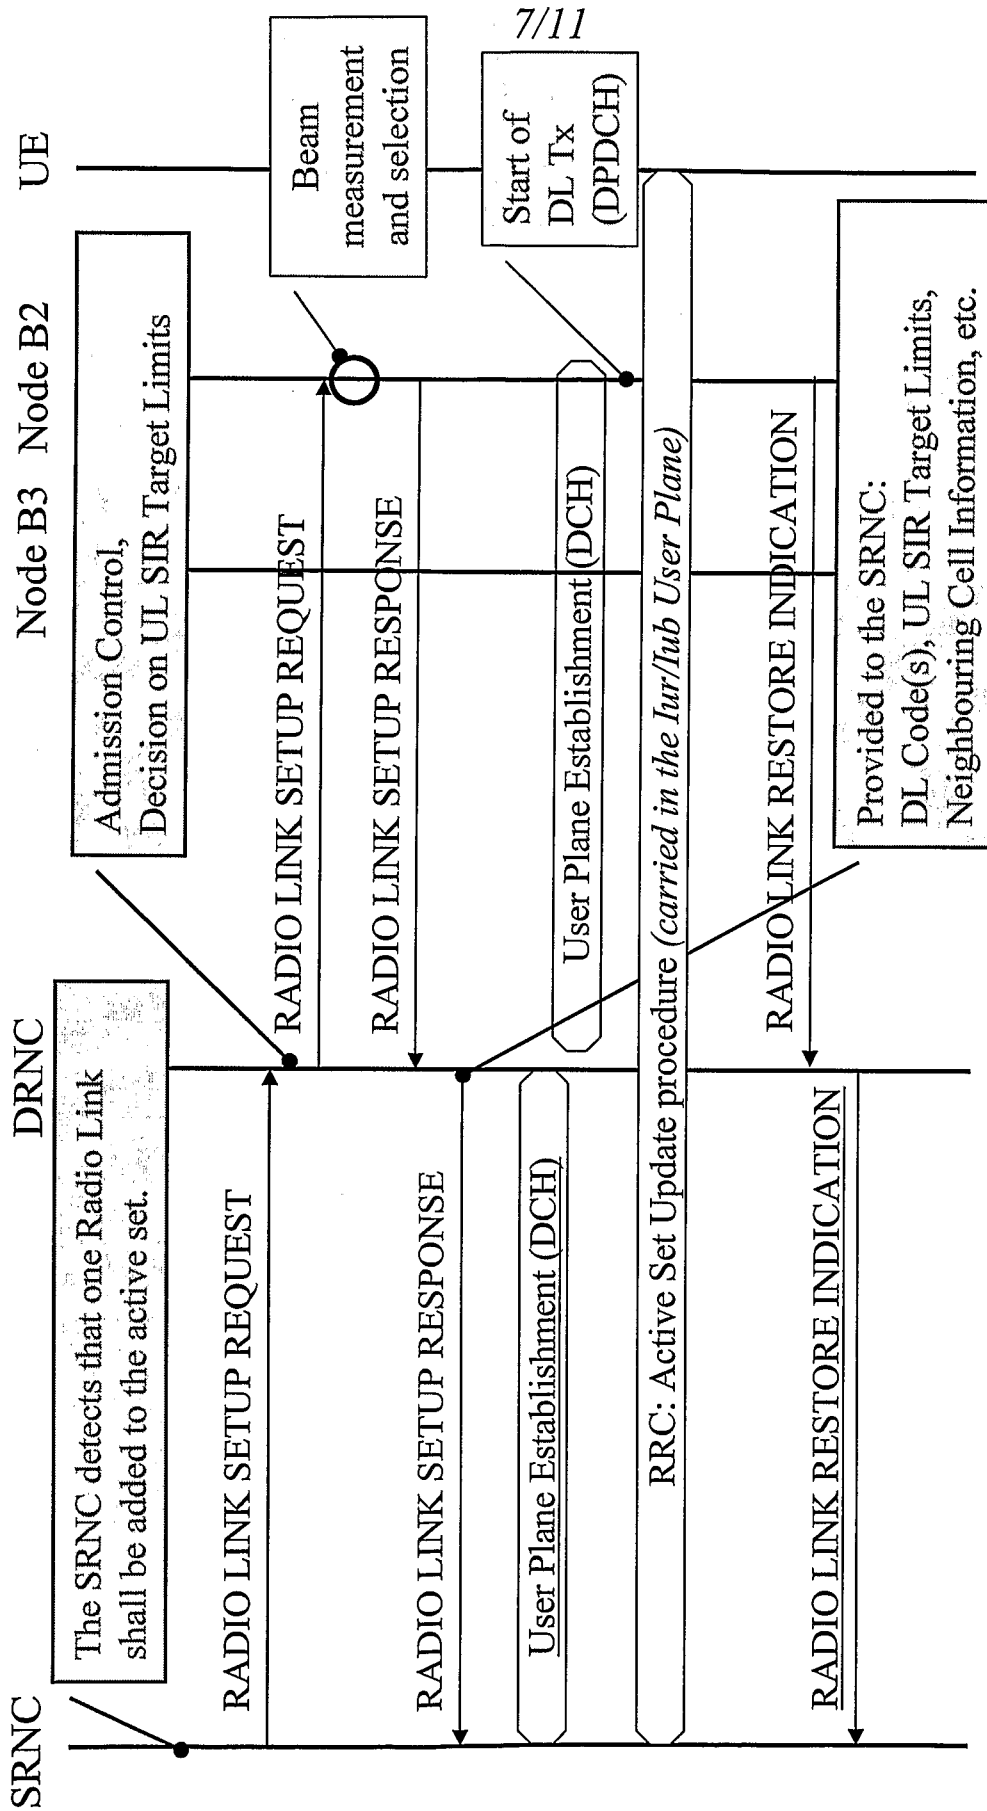 7/11
SRNC
DRNC
Node B3
Node B2
UE
The SRNC detects that one Radio Link
shall be added to the active set.
Admission Control,
Decision on UL SIR Target Limits
RADIO LINK SETUP REQUEST
RADIO LINK SETUP REQUEST
Beam
measurement
and selection
RADIO LINK SETUP RESPONSE
RADIO LINK SETUP RESPONSE
User Plane Establishment (DCH)
User Plane Establishment (DCH)
Start of
DL Tx
(DPDCH)
RRC: Active Set Update procedure (carried in the Iur/Iub User Plane)
RADIO LINK RESTORE INDICATION
RADIO LINK RESTORE INDICATION
Provided to the SRNC:
DL Code(s), UL SIR Target Limits,
Neighbouring Cell Information, etc.